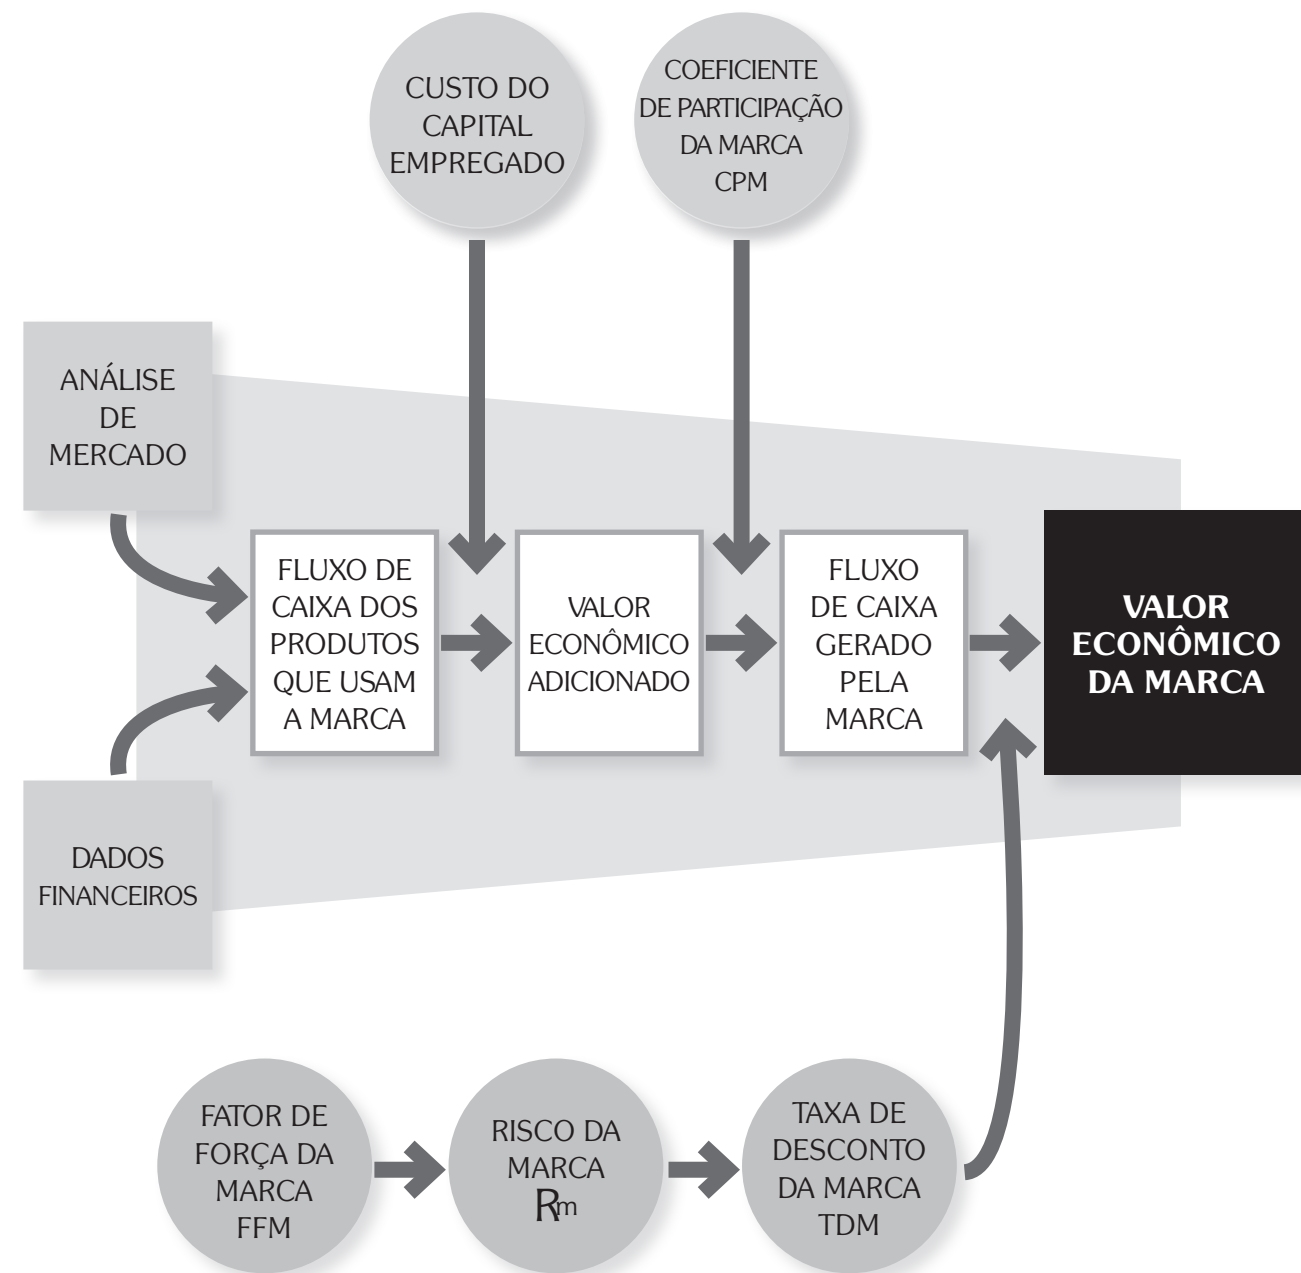 CUSTO DO
CAPITAL
EMPREGADO
COEFICIENTE
DE PARTICIPAÇÃO
DA MARCA
CPM
ANÁLISE
DE
MERCADO
FLUXO DE
CAIXA DOS
PRODUTOS
QUE USAM
A MARCA
VALOR
ECONÔMICO
ADICIONADO
FLUXO
DE CAIXA
GERADO
PELA
MARCA
VALOR
ECONÔMICO
DA MARCA
DADOS
FINANCEIROS
FATOR DE
FORÇA DA
MARCA
FFM
RISCO DA
MARCA
Rm
TAXA DE
DESCONTO
DA MARCA
TDM